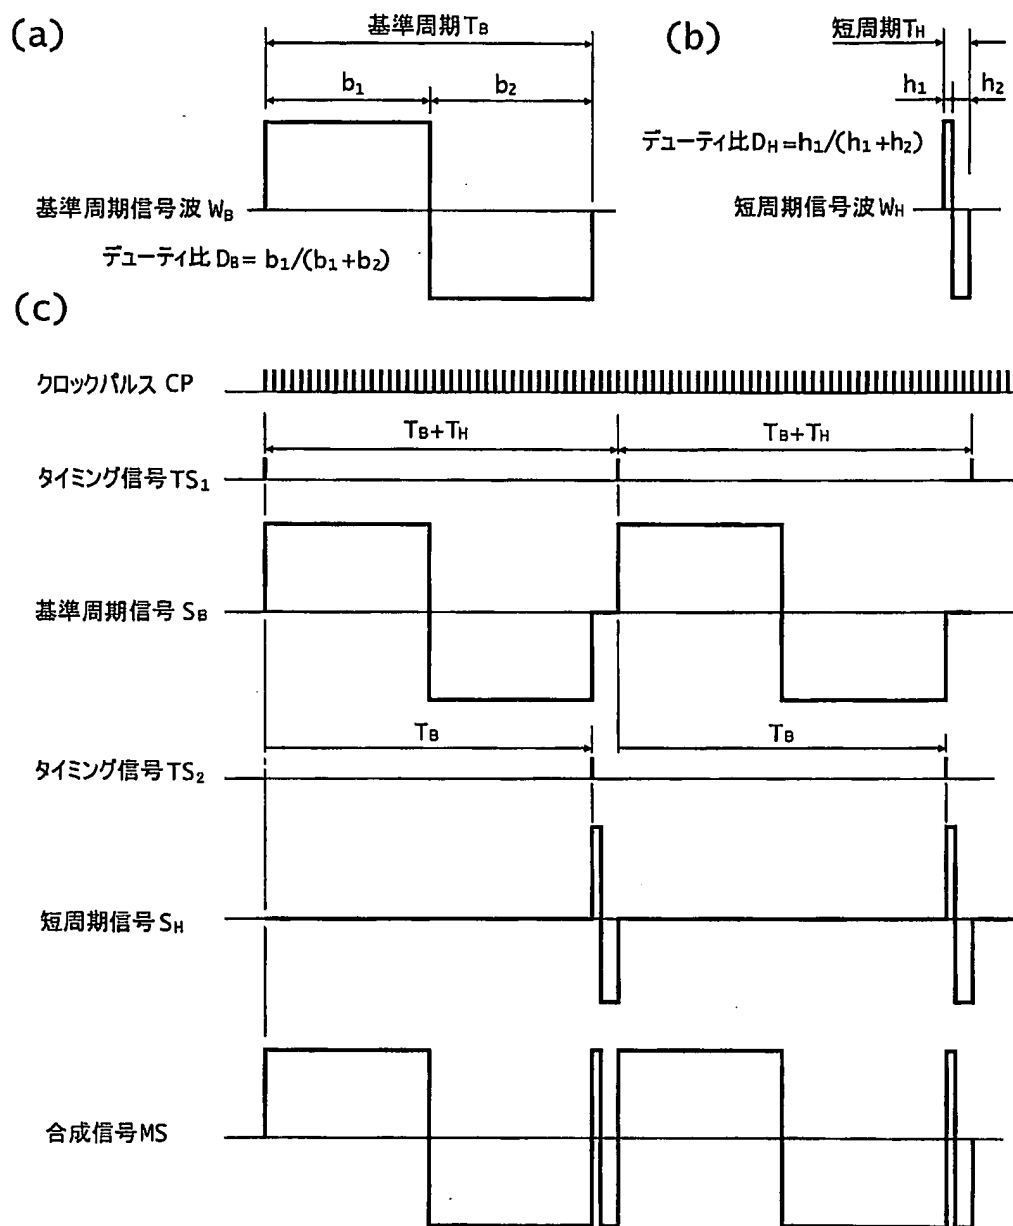 (a)
基準周期TB
b1
b2
基準周期信号波 WB
デューティ比 DB= b1/(b1+b2)
(b)
短周期TH
h1
h2
デューティ比DH=h1/(h1+h2)
短周期信号波WH
(c)
クロックパルス CP
TB+TH
TB+TH
タイミング信号TS1
基準周期信号 SB
TB
TB
タイミング信号TS2
短周期信号SH
合成信号MS